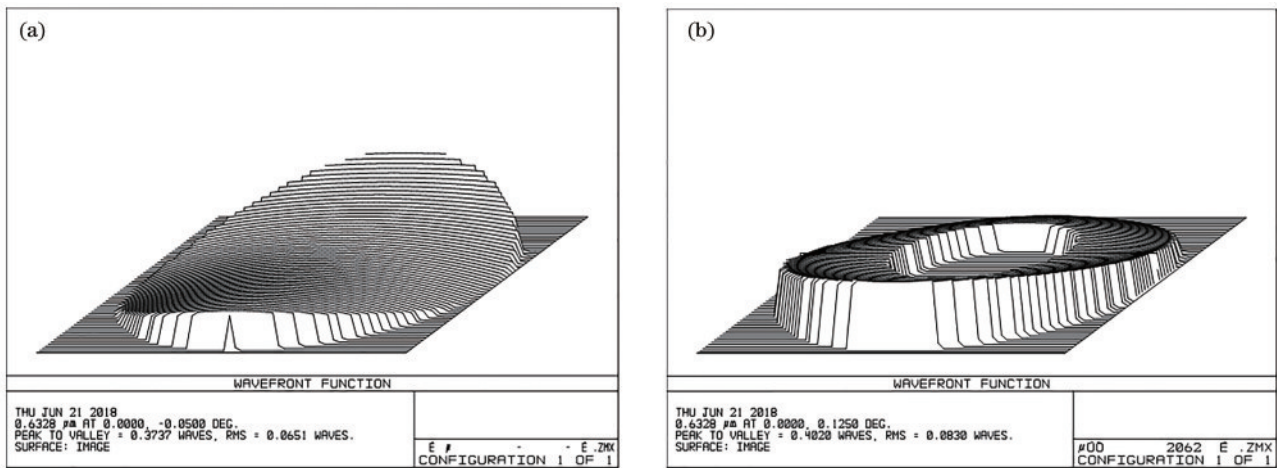 (a)
WAVEFRONT FUNCTION
THU JUN 21 2018
0.6328 µm AT 0.0000, -0.0500 DEG.
PEAK TO VALLEY = 0.3737 WAVES, RMS = 0.0651 WAVES.
SURFACE: IMAGE
- - É .ZMX
CONFIGURATION 1 OF 1
(b)
WAVEFRONT FUNCTION
THU JUN 21 2018
0.6328 µm AT 0.0000, 0.1250 DEG.
PEAK TO VALLEY = 0.4020 WAVES, RMS = 0.0830 WAVES.
SURFACE: IMAGE
2062 É .ZMX
CONFIGURATION 1 OF 1